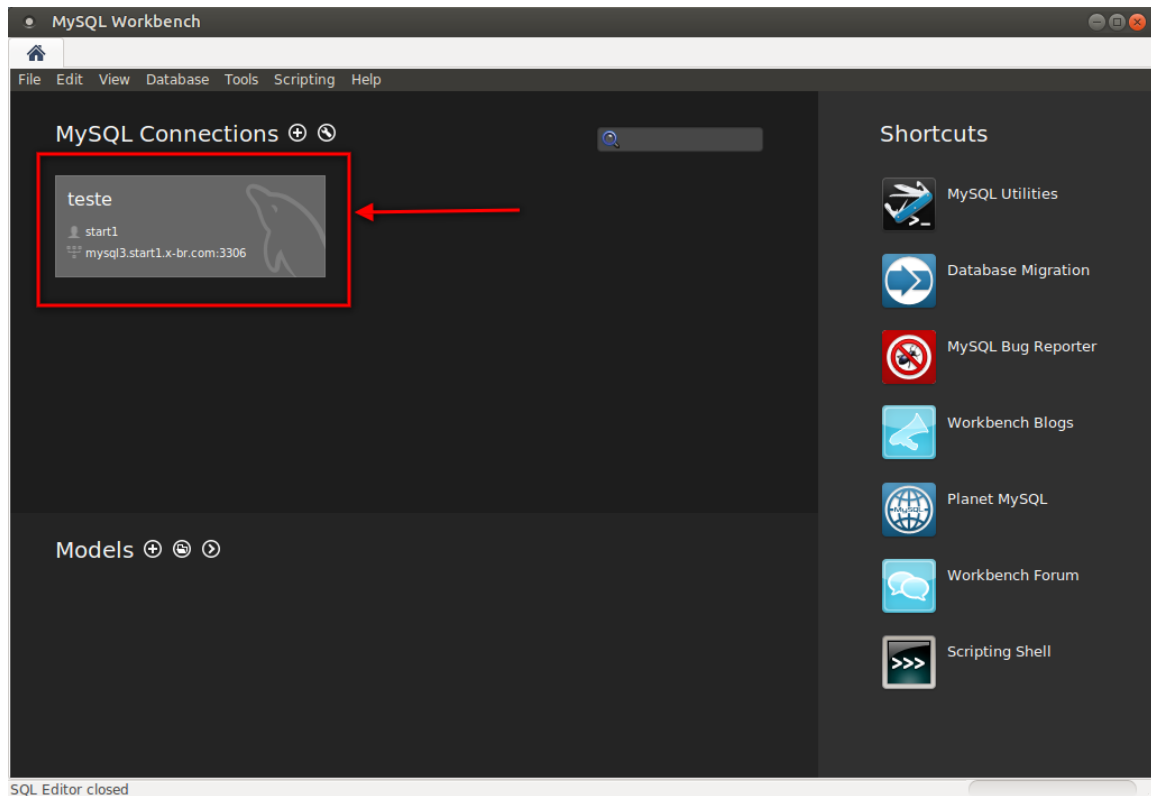 MySQL Workbench
File Edit View Database Tools Scripting Help
MySQL Connections
teste
start1
mysql3.start1.x-br.com:3306
Models
Shortcuts
MySQL Utilities
Database Migration
MySQL Bug Reporter
Workbench Blogs
Planet MySQL
MySQL
Workbench Forum
>>>
Scripting Shell
SQL Editor closed